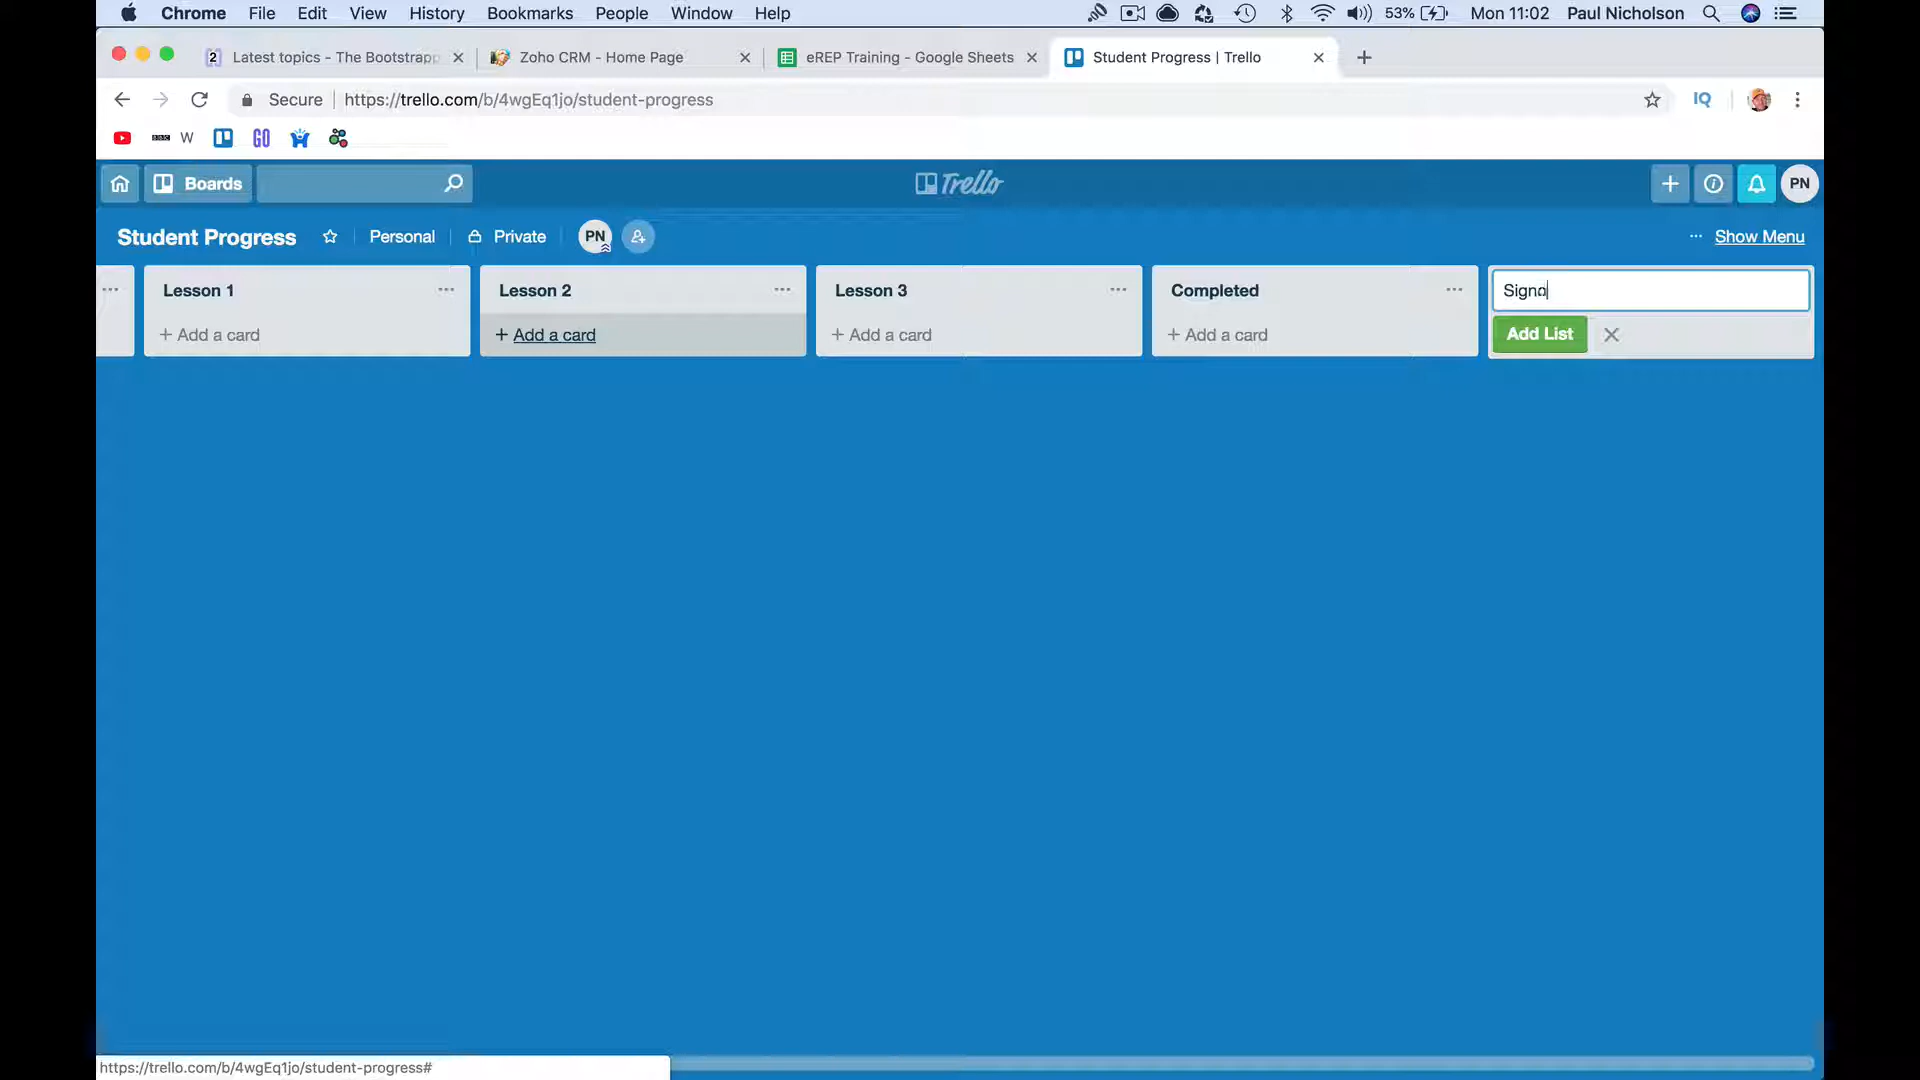 Chrome File Edit View History Bookmarks People Window Help 53% Mon 11:02 Paul Nicholson
2 Latest topics - The Bootstrapp Zoho CRM - Home Page eREP Training - Google Sheets Student Progress | Trello
Secure https://trello.com/b/4wgEq1jo/student-progress IQ
BBC W GO
Boards Trello PN
Student Progress Personal Private PN ··· Show Menu
Lesson 1 Lesson 2 Lesson 3 Completed
+ Add a card + Add a card + Add a card + Add a card Add List
https://trello.com/b/4wgEq1jo/student-progress#